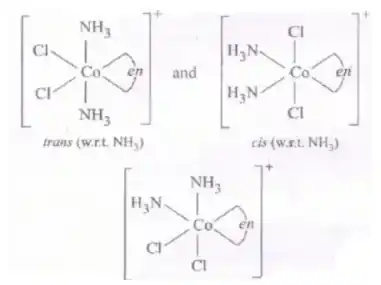 NH₃ + Cl
Cl Co en and H₃N Co en +
Cl H₃N
NH₃ Cl
trans (w.r.t. NH₃) cis (w.r.t. NH₃)
NH₃ +
H₃N
Co en
Cl
Cl